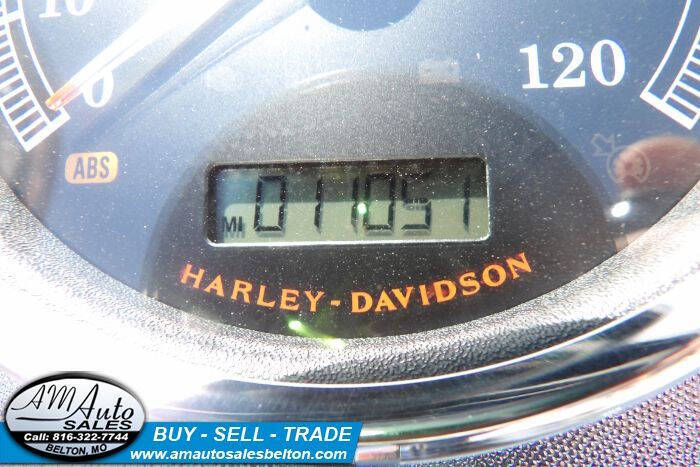 10
0
120
ABS
MI 011051
HARLEY-DAVIDSON
AM Auto
SALES
Call: 816-322-7744
BELTON, MO
BUY - SELL - TRADE
www.amautosalesbelton.com